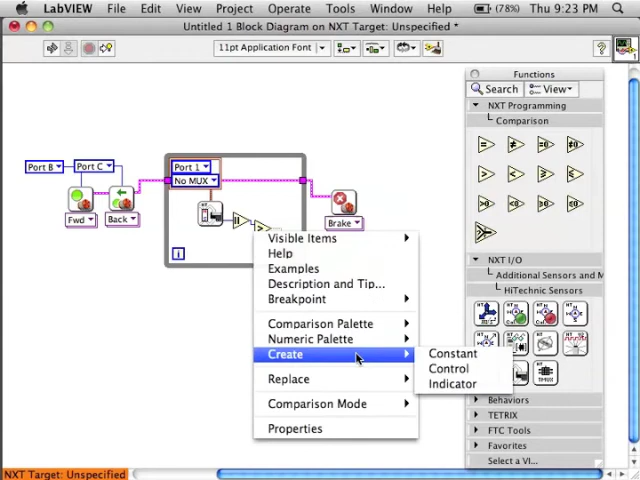 LabVIEW File Edit View Project Operate Tools Window Help (78%) Thu 9:23 PM
Untitled 1 Block Diagram on NXT Target: Unspecified *
11pt Application Font
Functions
Search View
NXT Programming
Comparison
Port B Port C Port 1
No MUX
Fwd Back Brake
Visible Items
Help
Examples
Description and Tip...
Breakpoint
Comparison Palette
Numeric Palette
Create
Replace
Comparison Mode
Properties
Constant
Control
Indicator
NXT I/O
Additional Sensors and M
HiTechnic Sensors
Behaviors
TETRIX
FTC Tools
Favorites
Select a VI...
NXT Target: Unspecified